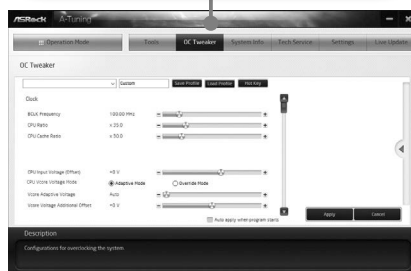 ASRock A-Tuning
Operation Mode Tools OC Tweaker System Info Tech Service Settings Live Update
OC Tweaker
Custom Save Profile Load Profile Hot Key
Clock
BCLK Frequency 100.00 MHz
CPU Ratio x 35.0
CPU Cache Ratio x 30.0
CPU Input Voltage (Offset) +0 V
CPU Vcore Voltage Mode Adaptive Mode Override Mode
Vcore Adaptive Voltage Auto
Vcore Voltage Additional Offset +0 V
Auto apply when program starts
Apply Cancel
Description
Configurations for overclocking the system